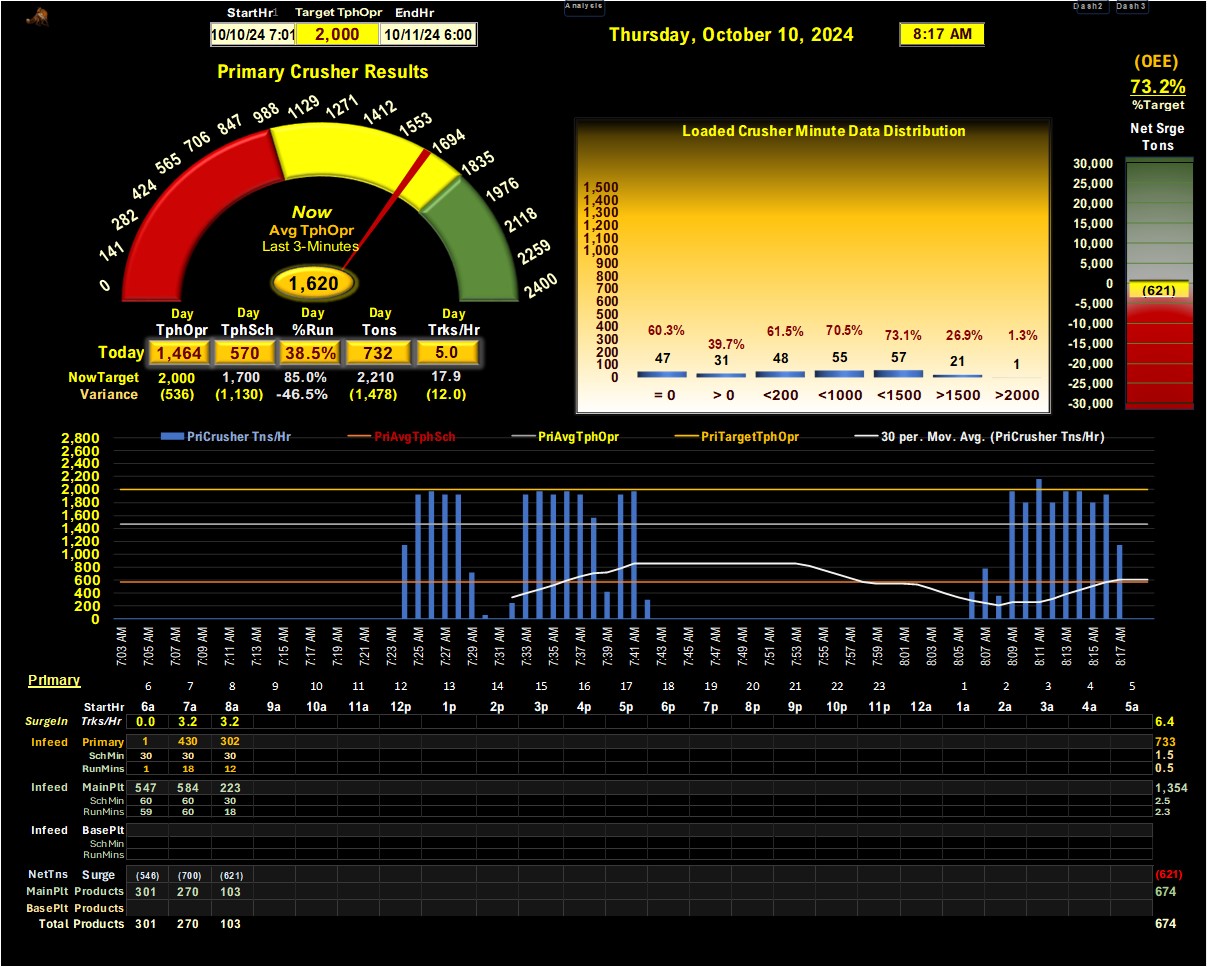 Analysis Dash2 Dash3
StartHr1 Target TphOpr EndHr
10/10/24 7:01 2,000 10/11/24 6:00
Thursday, October 10, 2024 8:17 AM
(OEE)
73.2%
%Target
Net Srge
Tons
30,000
25,000
20,000
15,000
10,000
5,000
0
(621)
-5,000
-10,000
-15,000
-20,000
-25,000
-30,000
Primary Crusher Results
0 141 282 424 565 706 847 988 1129 1271 1412 1553 1694 1835 1976 2118 2259 2400
Now
Avg TphOpr
Last 3-Minutes
1,620
Day Day Day Day Day
TphOpr TphSch %Run Tons Trks/Hr
Today 1,464 570 38.5% 732 5.0
NowTarget 2,000 1,700 85.0% 2,210 17.9
Variance (536) (1,130) -46.5% (1,478) (12.0)
Loaded Crusher Minute Data Distribution
1,500
1,400
1,300
1,200
1,100
1,000
900
800
700
600
500
400
300
200
100
0
60.3% 39.7% 61.5% 70.5% 73.1% 26.9% 1.3%
47 31 48 55 57 21 1
= 0 > 0 <200 <1000 <1500 >1500 >2000
PriCrusher Tns/Hr PriAvgTphSch PriAvgTphOpr PriTargetTphOpr 30 per. Mov. Avg. (PriCrusher Tns/Hr)
2,800
2,600
2,400
2,200
2,000
1,800
1,600
1,400
1,200
1,000
800
600
400
200
0
7:03 AM 7:05 AM 7:07 AM 7:09 AM 7:11 AM 7:13 AM 7:15 AM 7:17 AM 7:19 AM 7:21 AM 7:23 AM 7:25 AM 7:27 AM 7:29 AM 7:31 AM 7:33 AM 7:35 AM 7:37 AM 7:39 AM 7:41 AM 7:43 AM 7:45 AM 7:47 AM 7:49 AM 7:51 AM 7:53 AM 7:55 AM 7:57 AM 7:59 AM 8:01 AM 8:03 AM 8:05 AM 8:07 AM 8:09 AM 8:11 AM 8:13 AM 8:15 AM 8:17 AM
Primary
6 7 8 9 10 11 12 13 14 15 16 17 18 19 20 21 22 23 1 2 3 4 5
StartHr 6a 7a 8a 9a 10a 11a 12p 1p 2p 3p 4p 5p 6p 7p 8p 9p 10p 11p 12a 1a 2a 3a 4a 5a
SurgeIn Trks/Hr 0.0 3.2 3.2 6.4
Infeed Primary 1 430 302 733
SchMin 30 30 30 1.5
RunMins 1 18 12 0.5
Infeed MainPlt 547 584 223 1,354
SchMin 60 60 30 2.5
RunMins 59 60 18 2.3
Infeed BasePlt
SchMin
RunMins
NetTns Surge (546) (700) (621) (621)
MainPlt Products 301 270 103 674
BasePlt Products
Total Products 301 270 103 674